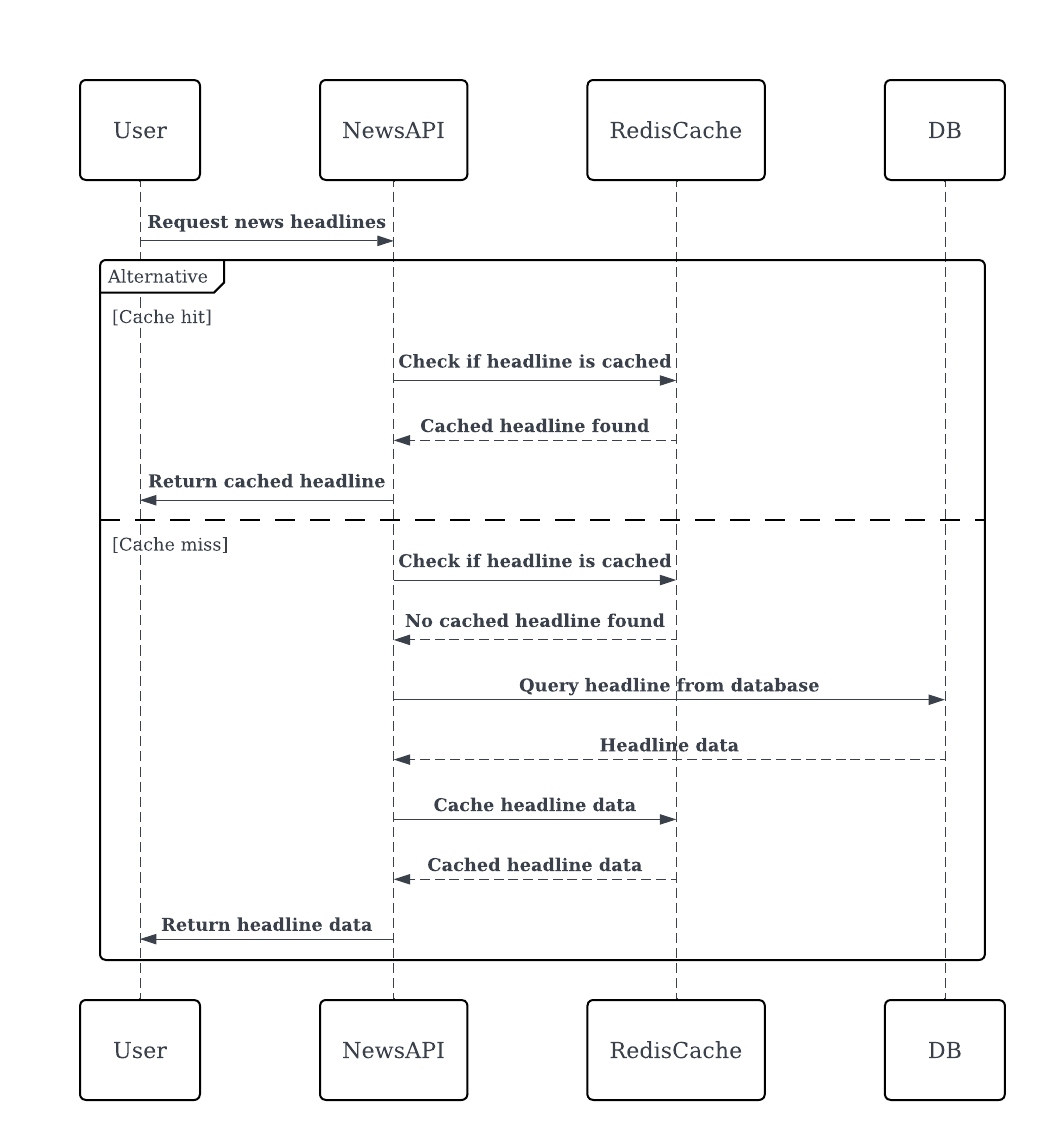 User
NewsAPI
RedisCache
DB
Request news headlines
Alternative
[Cache hit]
Check if headline is cached
Cached headline found
Return cached headline
[Cache miss]
Check if headline is cached
No cached headline found
Query headline from database
Headline data
Cache headline data
Cached headline data
Return headline data
User
NewsAPI
RedisCache
DB